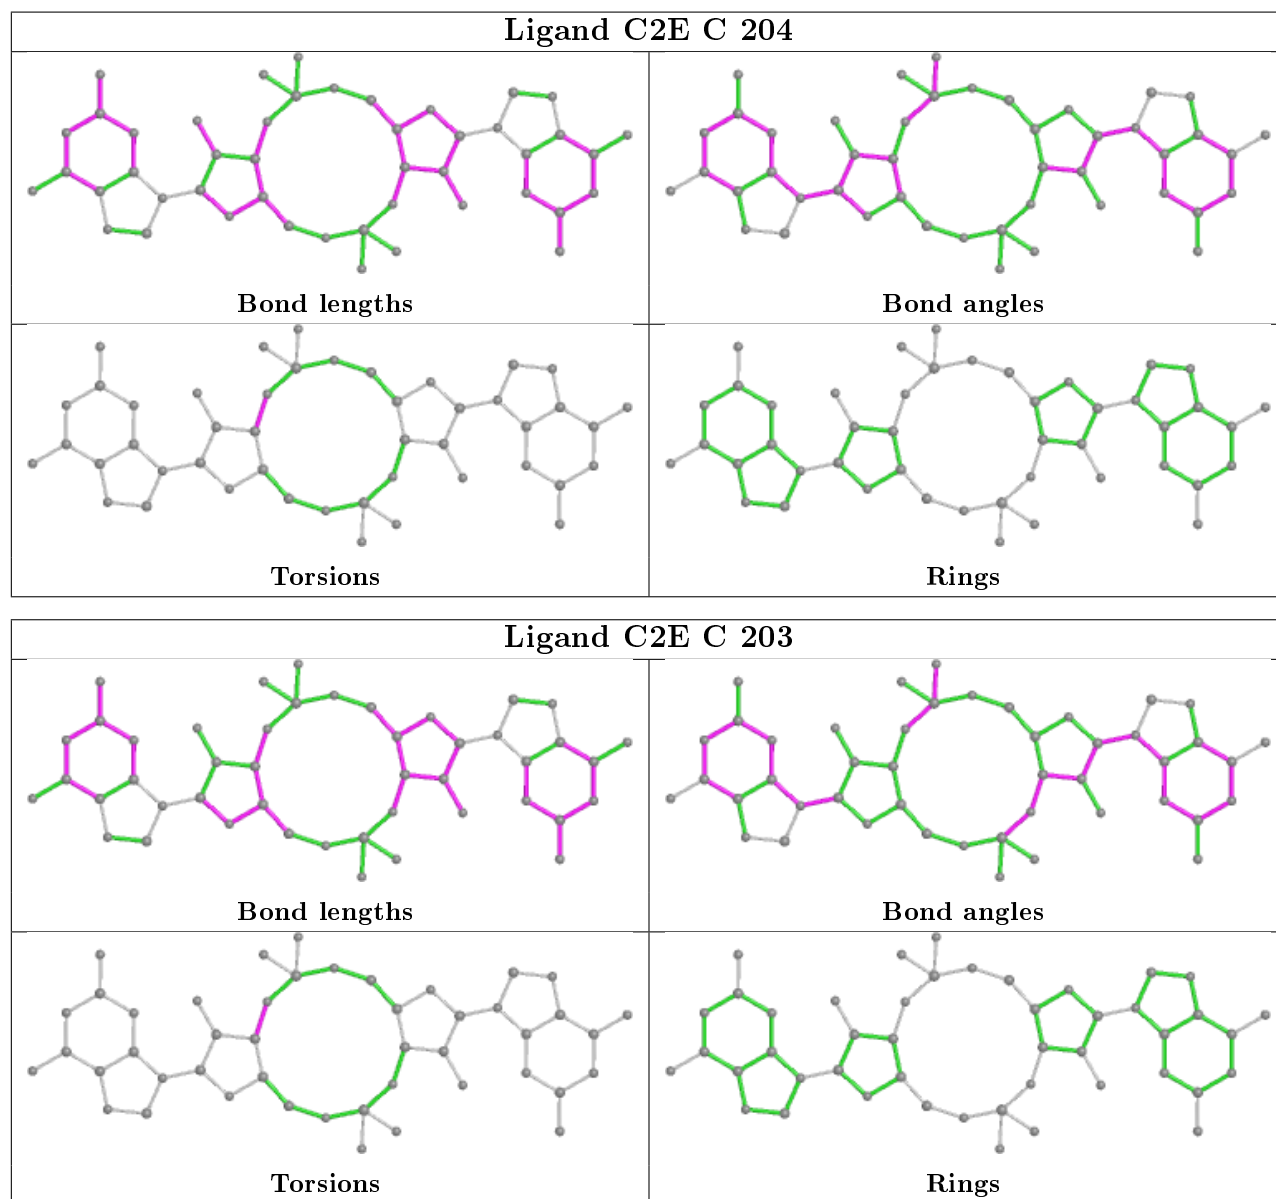 Ligand C2E C 204
Bond lengths
Bond angles
Torsions
Rings
Ligand C2E C 203
Bond lengths
Bond angles
Torsions
Rings